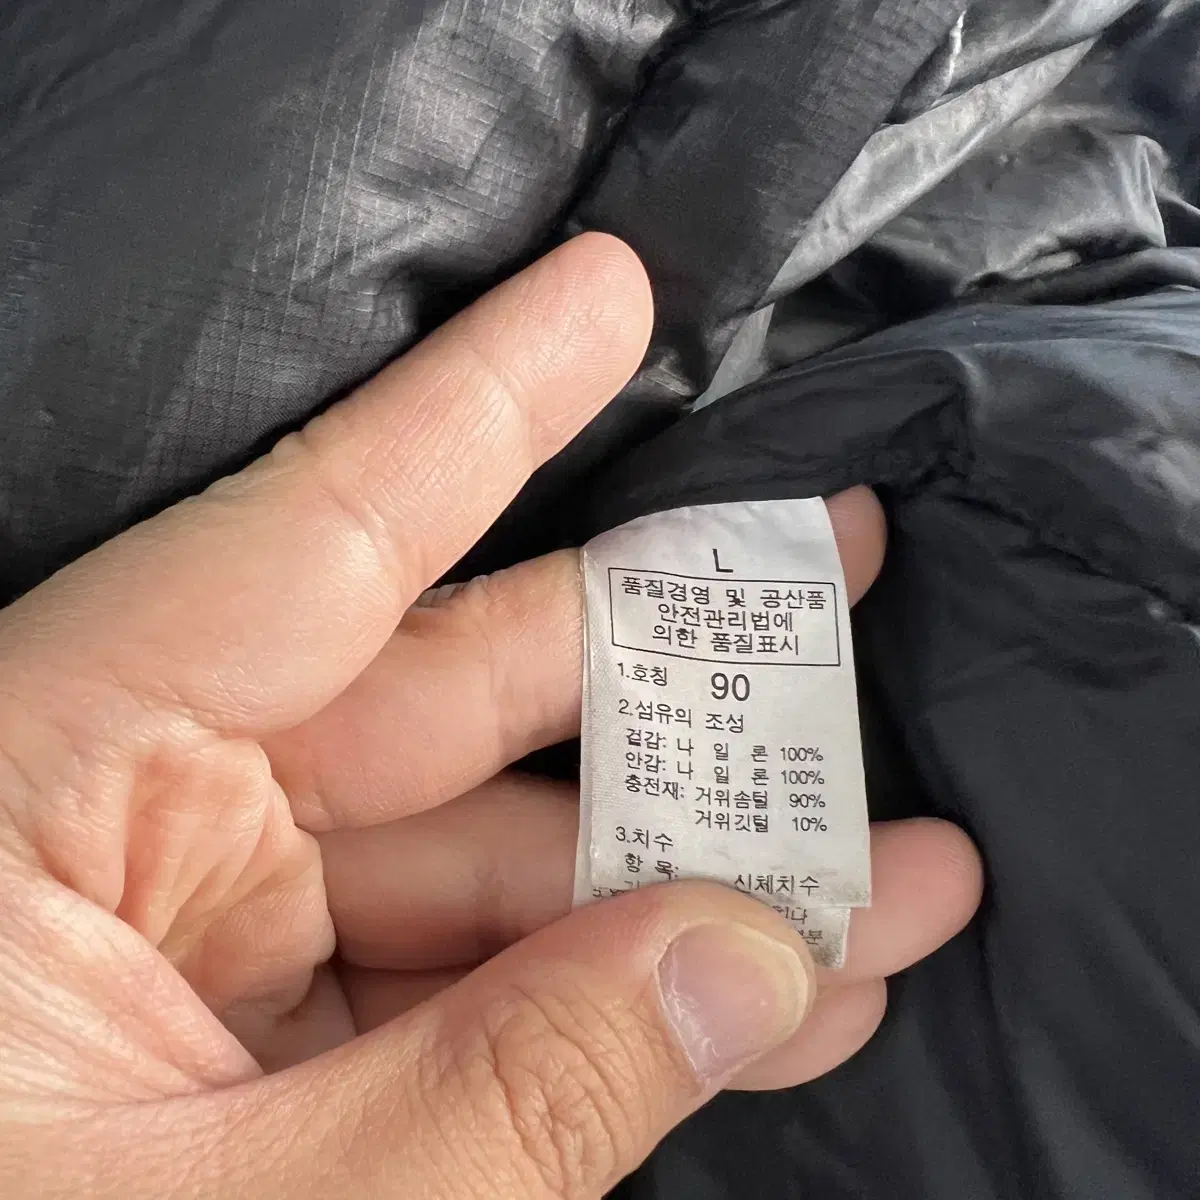 L
품질경영 및 공산품
안전관리법에
의한 품질표시
1.호칭 90
2.섬유의 조성
겉감: 나 일 론 100%
안감: 나 일 론 100%
충전재: 거위솜털 90%
거위깃털 10%
3.치수
항 목: 신체치수